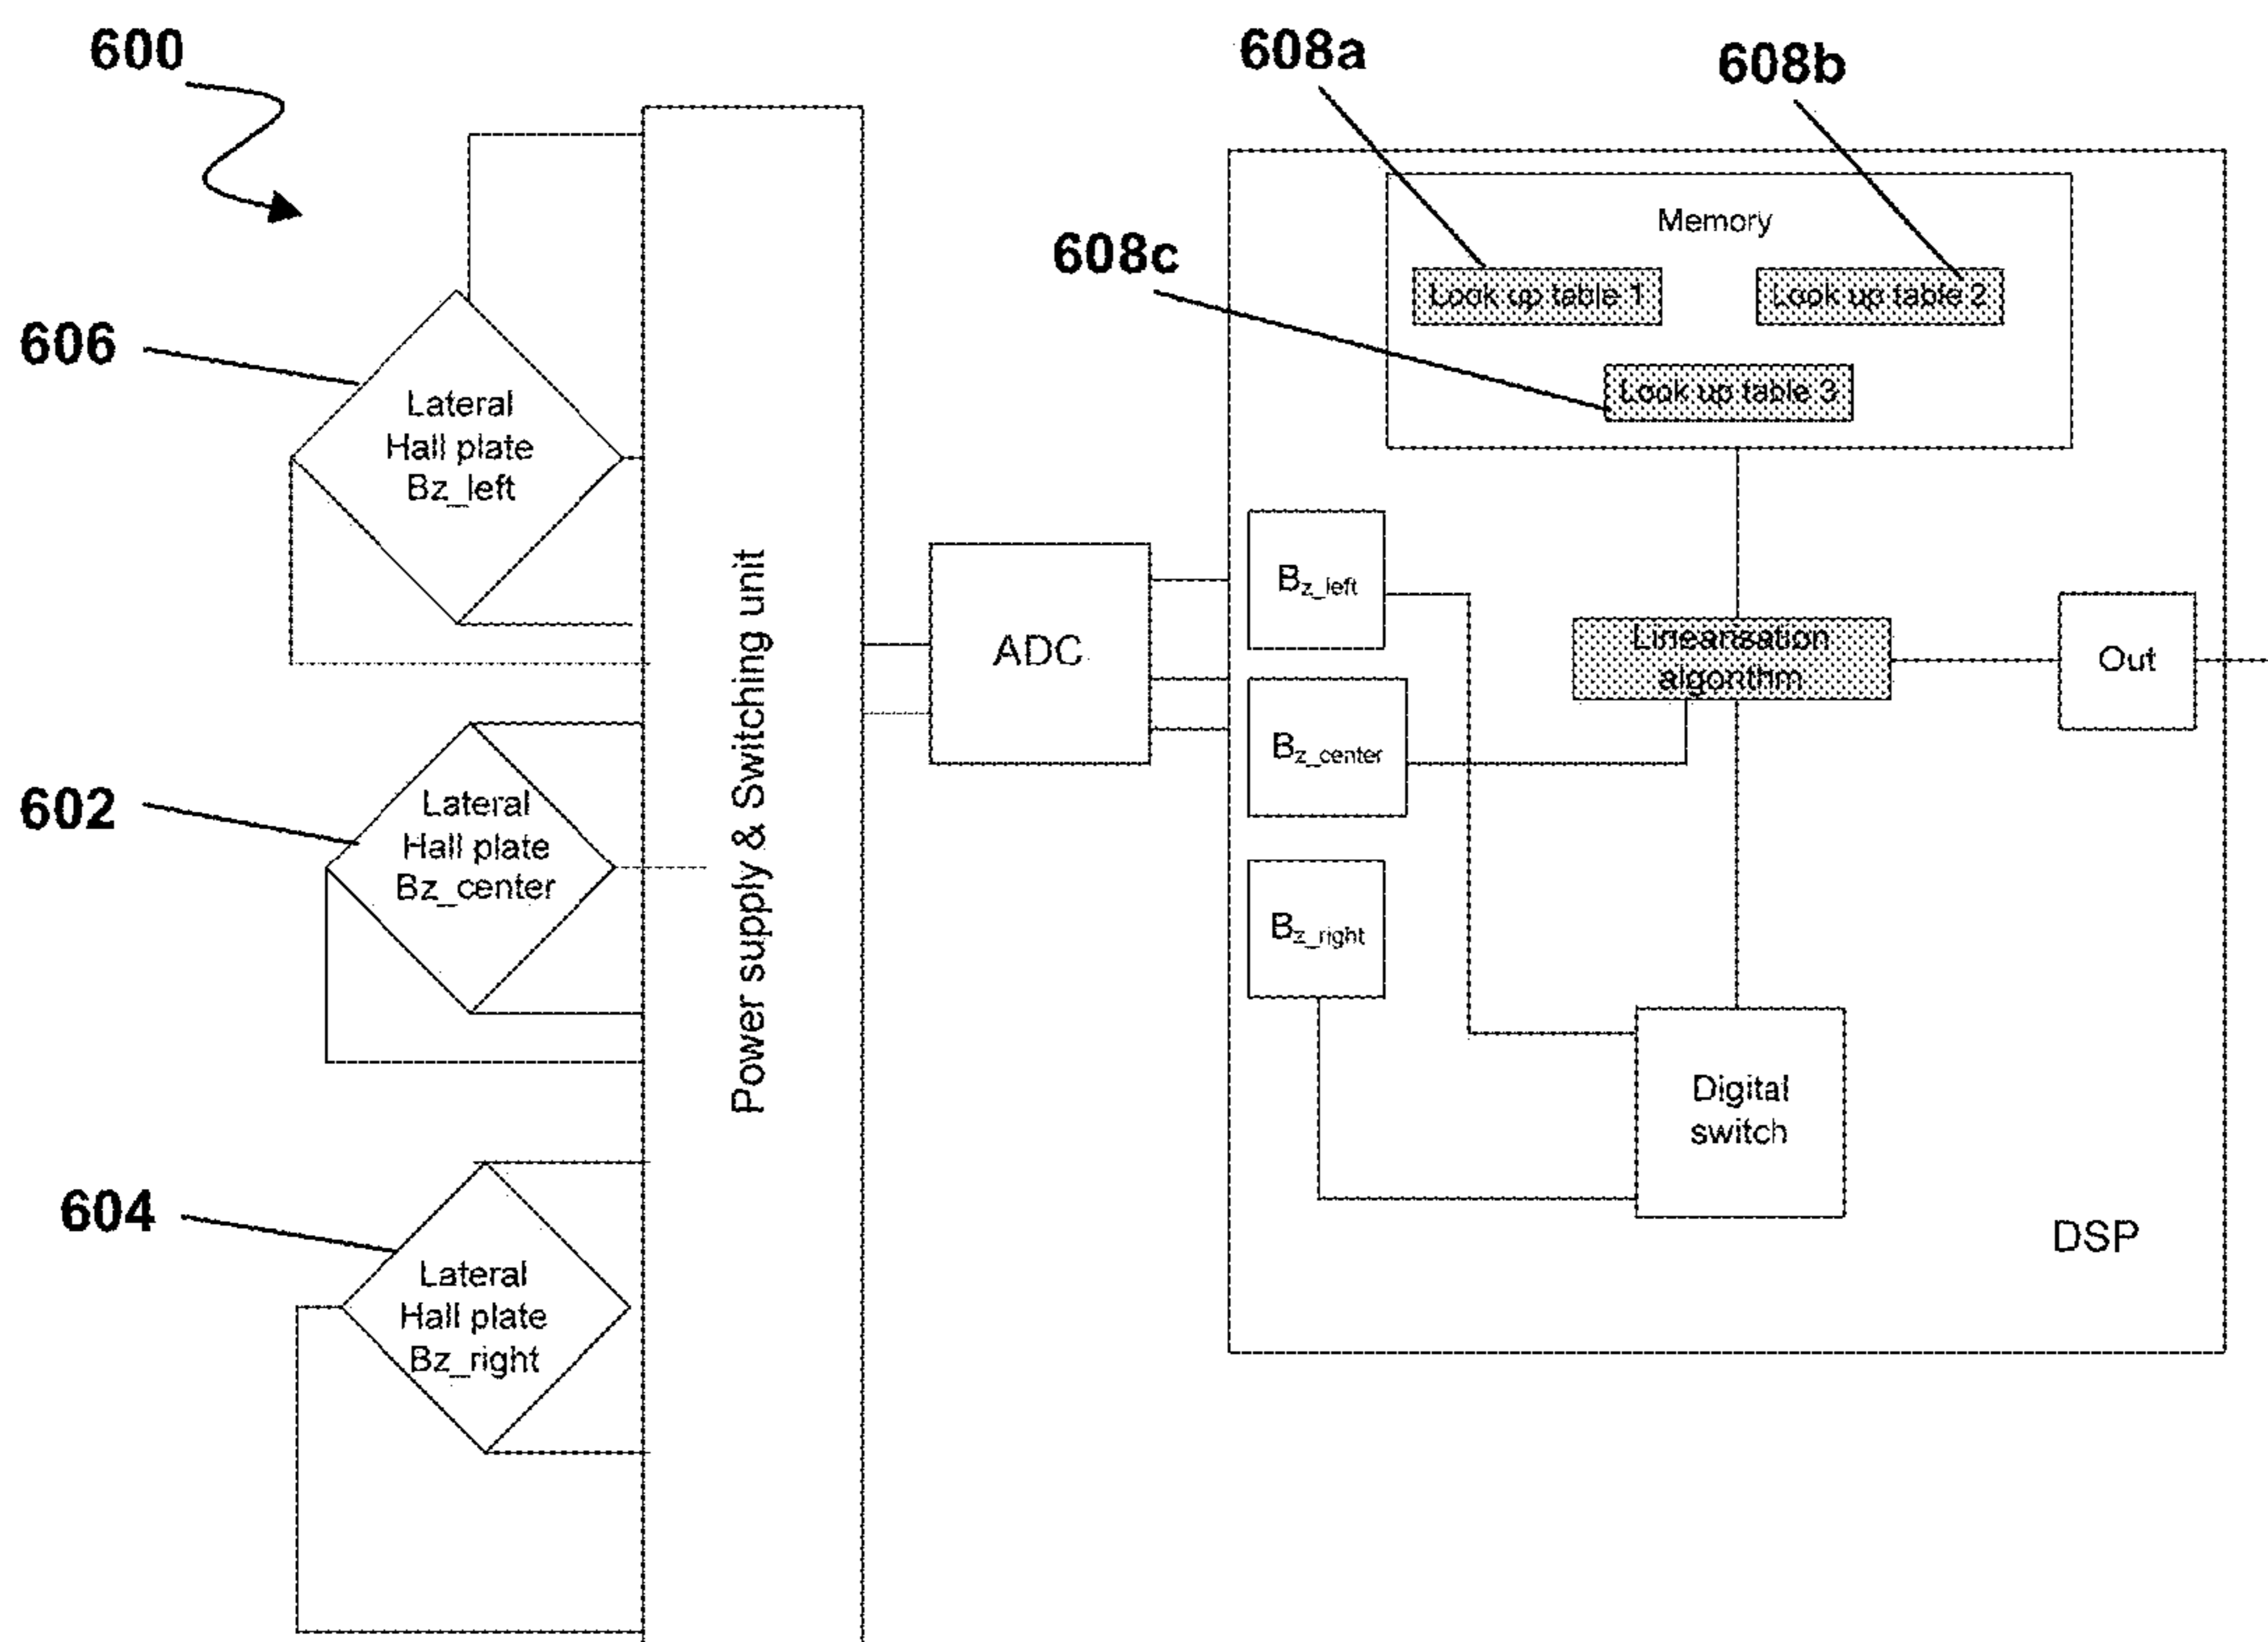 600
608a
608b
608c
Memory
Look up table 1
Look up table 2
Look up table 3
606
Lateral
Hall plate
Bz_left
602
Lateral
Hall plate
Bz_center
604
Lateral
Hall plate
Bz_right
Power supply & Switching unit
ADC
Bz_left
Bz_center
Bz_right
Linearisation
algorithm
Out
Digital
switch
DSP